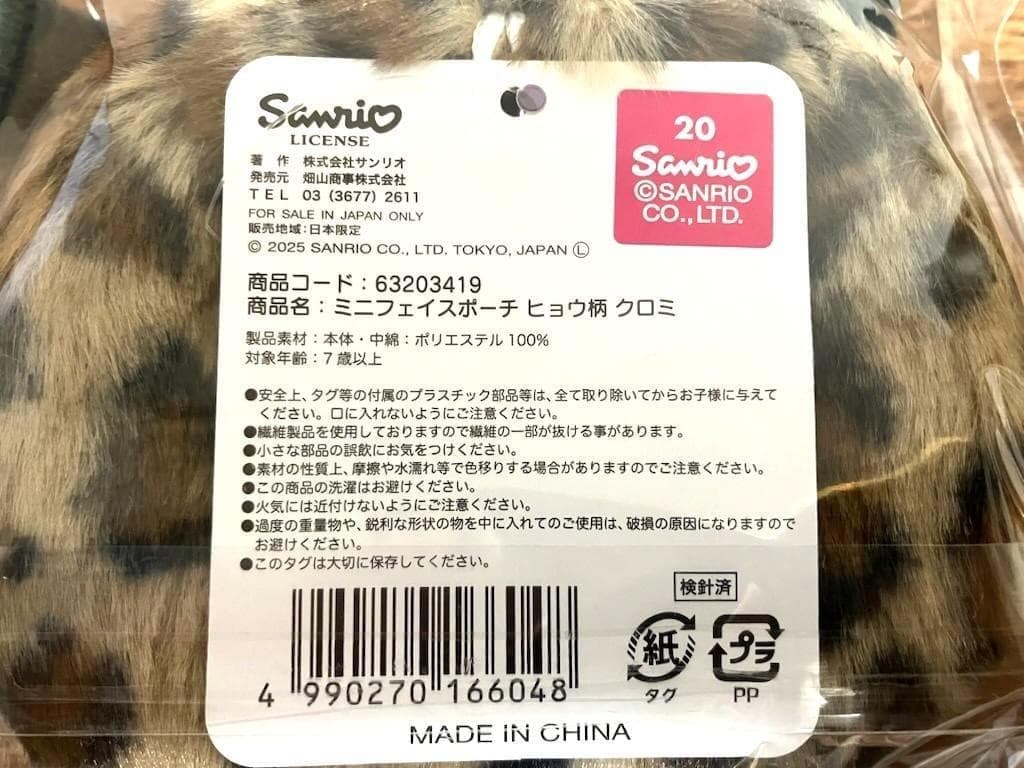 Sanrio
LICENSE
著 作 株式会社サンリオ
発売元 畑山商事株式会社
TEL 03 (3677) 2611
FOR SALE IN JAPAN ONLY
販売地域:日本限定
© 2025 SANRIO CO., LTD. TOKYO, JAPAN Ⓛ
20
Sanrio
©SANRIO
CO.,LTD.
商品コード:63203419
商品名:ミニフェイスポーチ ヒョウ柄 クロミ
製品素材:本体・中綿:ポリエステル 100%
対象年齢:7歳以上
●安全上、タグ等の付属のプラスチック部品等は、全て取り除いてからお子様に与えて
ください。口に入れないようにご注意ください。
●繊維製品を使用しておりますので繊維の一部が抜ける事があります。
●小さな部品の誤飲にお気をつけください。
●素材の性質上、摩擦や水濡れ等で色移りする場合がありますのでご注意ください。
●この商品の洗濯はお避けください。
●火気には近付けないようにご注意ください。
●過度の重量物や、鋭利な形状の物を中に入れてのご使用は、破損の原因になりますので
お避けください。
●このタグは大切に保存してください。
検針済
紙
タグ
プラ
PP
4 990270 166048
MADE IN CHINA